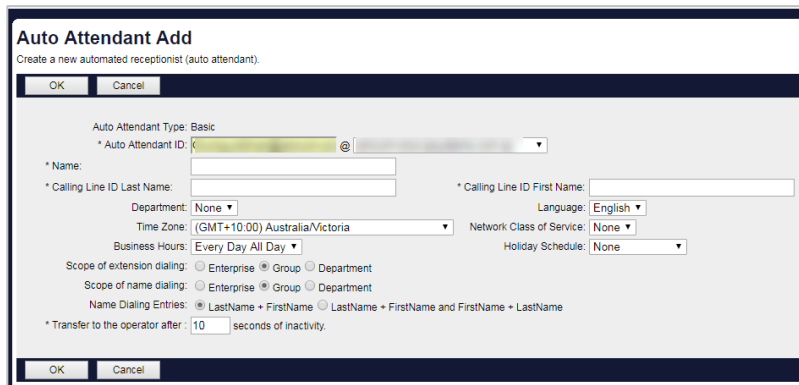 Auto Attendant Add
Create a new automated receptionist (auto attendant).
OK Cancel
Auto Attendant Type: Basic
* Auto Attendant ID: @
* Name:
* Calling Line ID Last Name: * Calling Line ID First Name:
Department: None Language: English
Time Zone: (GMT+10:00) Australia/Victoria Network Class of Service: None
Business Hours: Every Day All Day Holiday Schedule: None
Scope of extension dialing: Enterprise Group Department
Scope of name dialing: Enterprise Group Department
Name Dialing Entries: LastName + FirstName LastName + FirstName and FirstName + LastName
* Transfer to the operator after : 10 seconds of inactivity.
OK Cancel